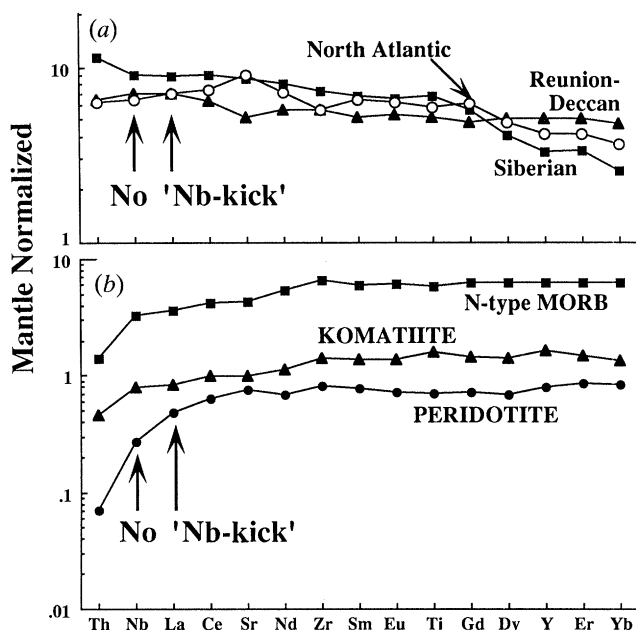 (a)
North Atlantic
Reunion-
Deccan
Siberian
10
1
No 'Nb-kick'
Mantle Normalized
(b)
10
1
.1
.01
N-type MORB
KOMATIITE
PERIDOTITE
No 'Nb-kick'
Th Nb La Ce Sr Nd Zr Sm Eu Ti Gd Dy Y Er Yb